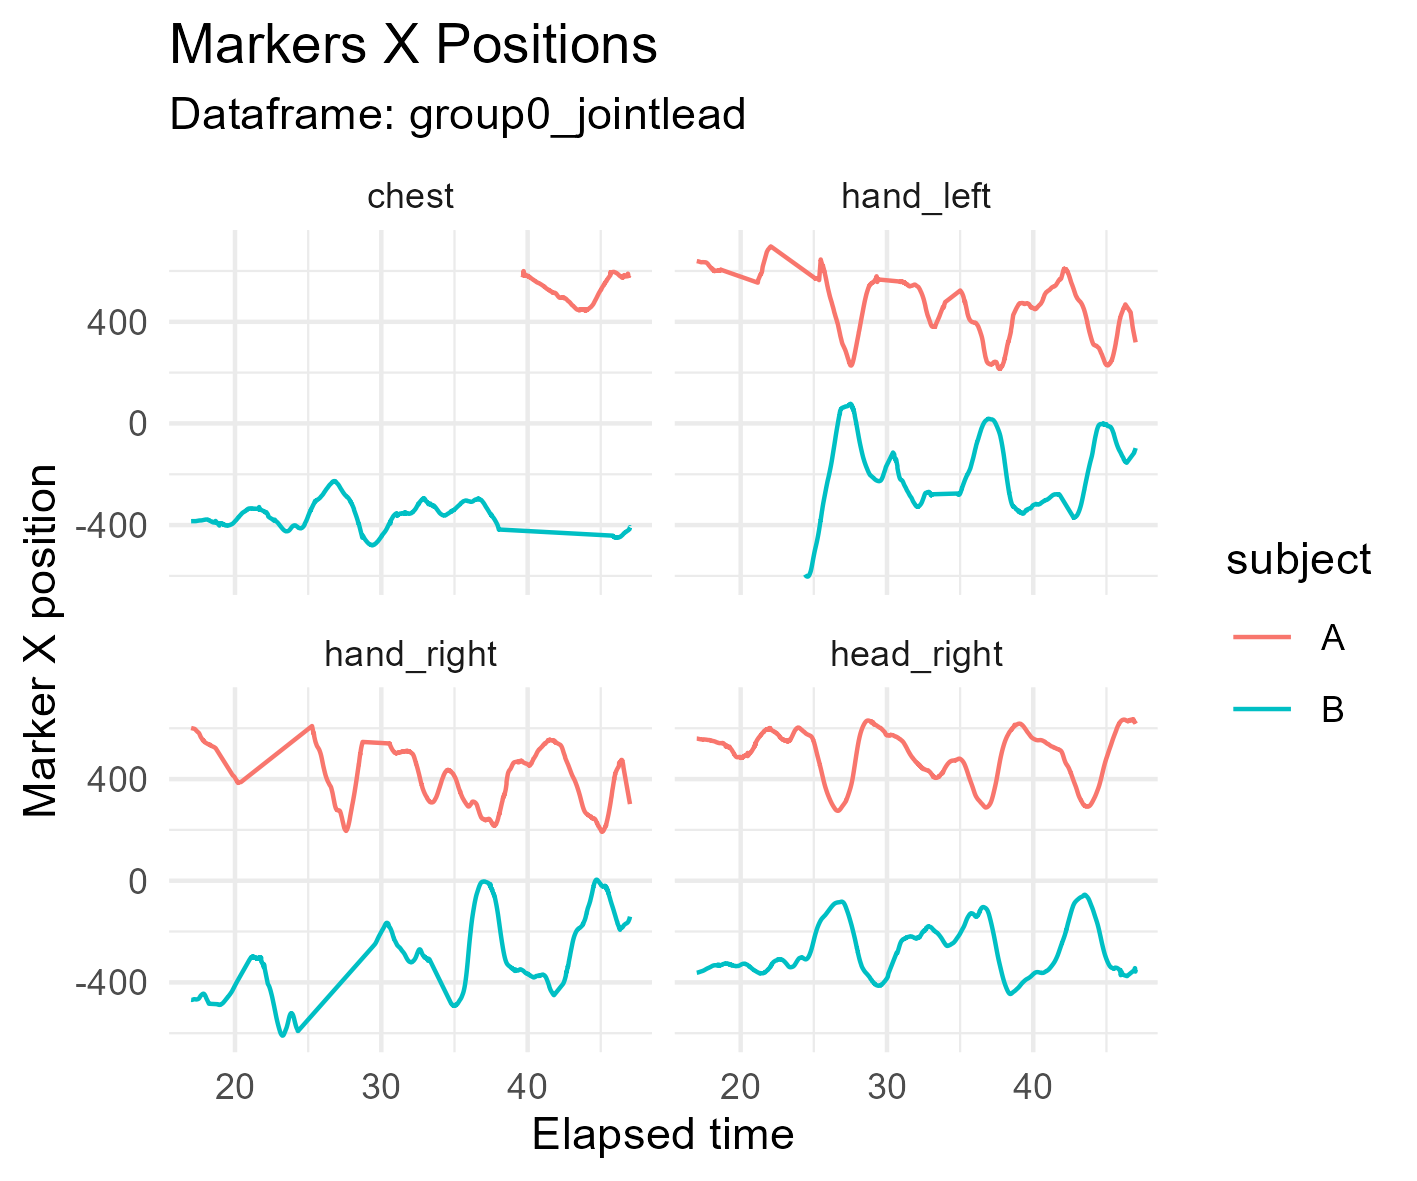 Markers X Positions
Dataframe: group0_jointlead
chest
hand_left
400
0
-400
hand_right
head_right
400
0
-400
20
30
40
20
30
40
Elapsed time
Marker X position
subject
A
B